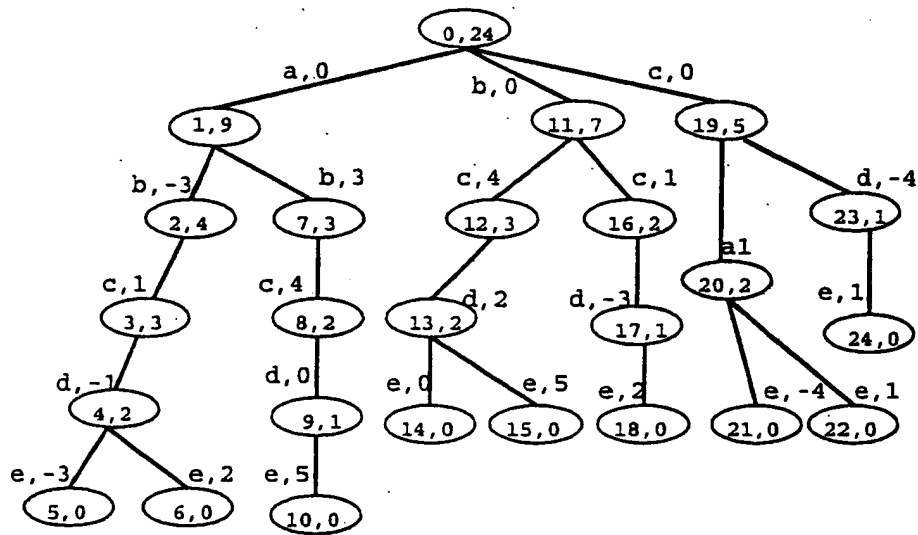 0,24
a,0
b,0
c,0
1,9
11,7
19,5
b,-3
b,3
c,4
c,1
d,-4
2,4
7,3
12,3
16,2
23,1
a1
c,1
c,4
d,2
d,-3
20,2
e,1
3,3
8,2
13,2
17,1
24,0
d,-1
d,0
e,0
e,5
e,2
e,-4
e,1
4,2
9,1
14,0
15,0
18,0
21,0
22,0
e,-3
e,2
e,5
5,0
6,0
10,0